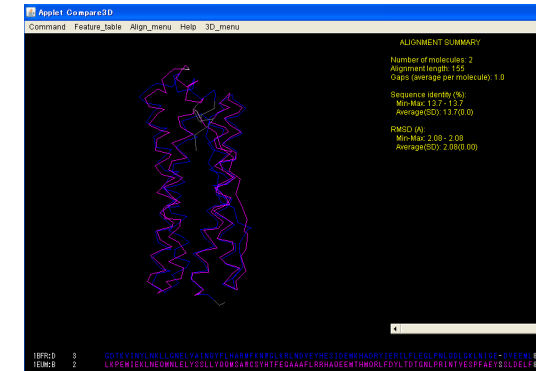 Applet Compare3D
Command Feature_table Align_menu Help 3D_menu
ALIGNMENT SUMMARY
Number of molecules: 2
Alignment length: 155
Gaps (average per molecule): 1.0
Sequence identity (%):
Min-Max: 13.7 - 13.7
Average(SD): 13.7(0.0)
RMSD (A):
Min-Max: 2.08 - 2.08
Average(SD): 2.08(0.00)
1BFR:D 3
1EUM:B 2